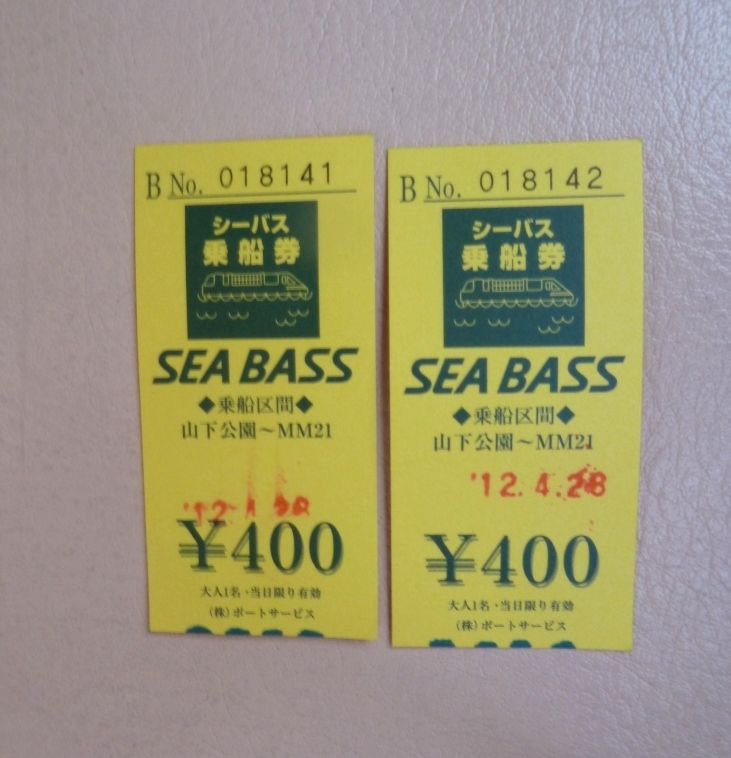 B No. 018141
シーバス
乗船券
SEA BASS
◆乗船区間◆
山下公園～MM21
¥400
大人1名・当日限り有効
(株)ポートサービス
B No. 018142
シーバス
乗船券
SEA BASS
◆乗船区間◆
山下公園～MM21
'12.4.28
¥400
大人1名・当日限り有効
(株)ポートサービス